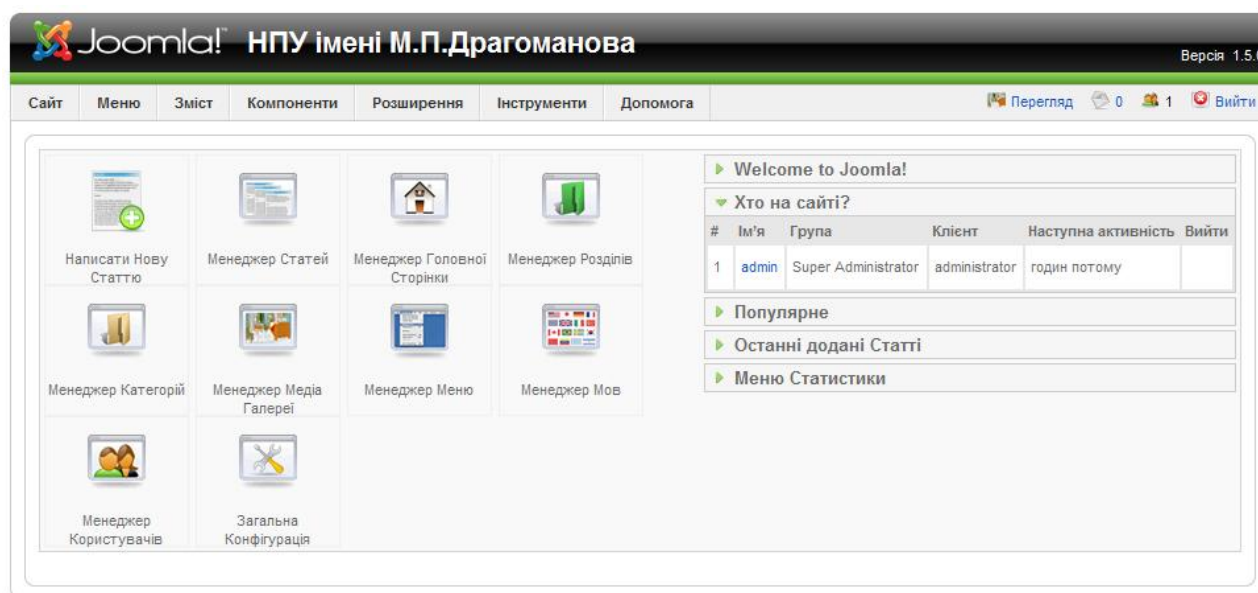 Joomla!™ НПУ імені М.П.Драгоманова
Версія 1.5.
Сайт Меню Зміст Компоненти Розширення Інструменти Допомога Перегляд 0 1 Вийти
Написати Нову
Статтю
Менеджер Статей
Менеджер Головної
Сторінки
Менеджер Розділів
Менеджер Категорій
Менеджер Медіа
Галереї
Менеджер Меню
Менеджер Мов
Менеджер
Користувачів
Загальна
Конфігурація
Welcome to Joomla!
Хто на сайті?
# Ім'я Група Клієнт Наступна активність Вийти
1 admin Super Administrator administrator годин потому
Популярне
Останні додані Статті
Меню Статистики